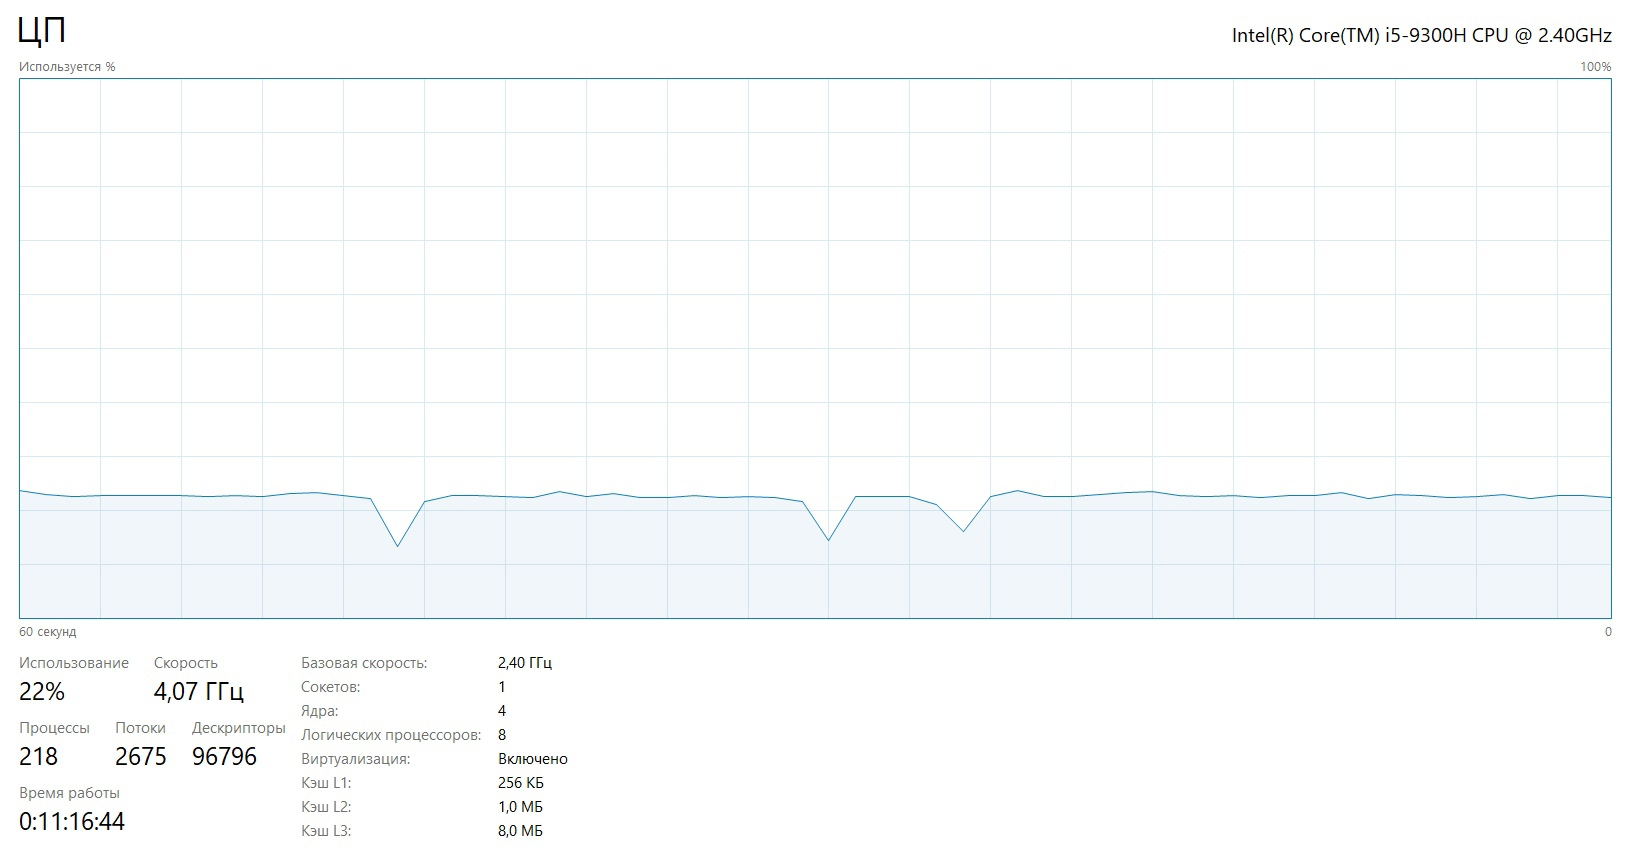 ЦП Intel(R) Core(TM) i5-9300H CPU @ 2.40GHz
Используется % 100%
60 секунд 0
Использование Скорость
22% 4,07 ГГц
Процессы Потоки Дескрипторы
218 2675 96796
Время работы
0:11:16:44
Базовая скорость: 2,40 ГГц
Сокетов: 1
Ядра: 4
Логических процессоров: 8
Виртуализация: Включено
Кэш L1: 256 КБ
Кэш L2: 1,0 МБ
Кэш L3: 8,0 МБ